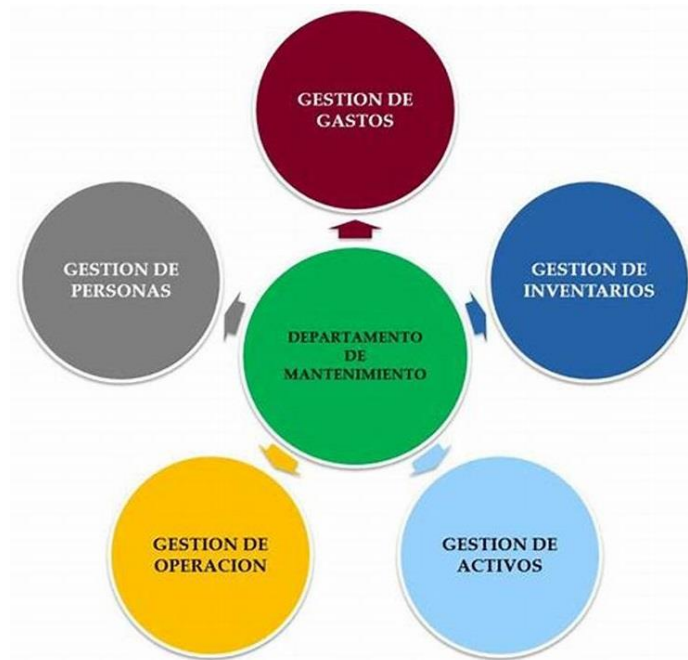 GESTION DE
GASTOS
GESTION DE
PERSONAS
GESTION DE
INVENTARIOS
DEPARTAMENTO
DE
MANTENIMIENTO
GESTION DE
OPERACION
GESTION DE
ACTIVOS